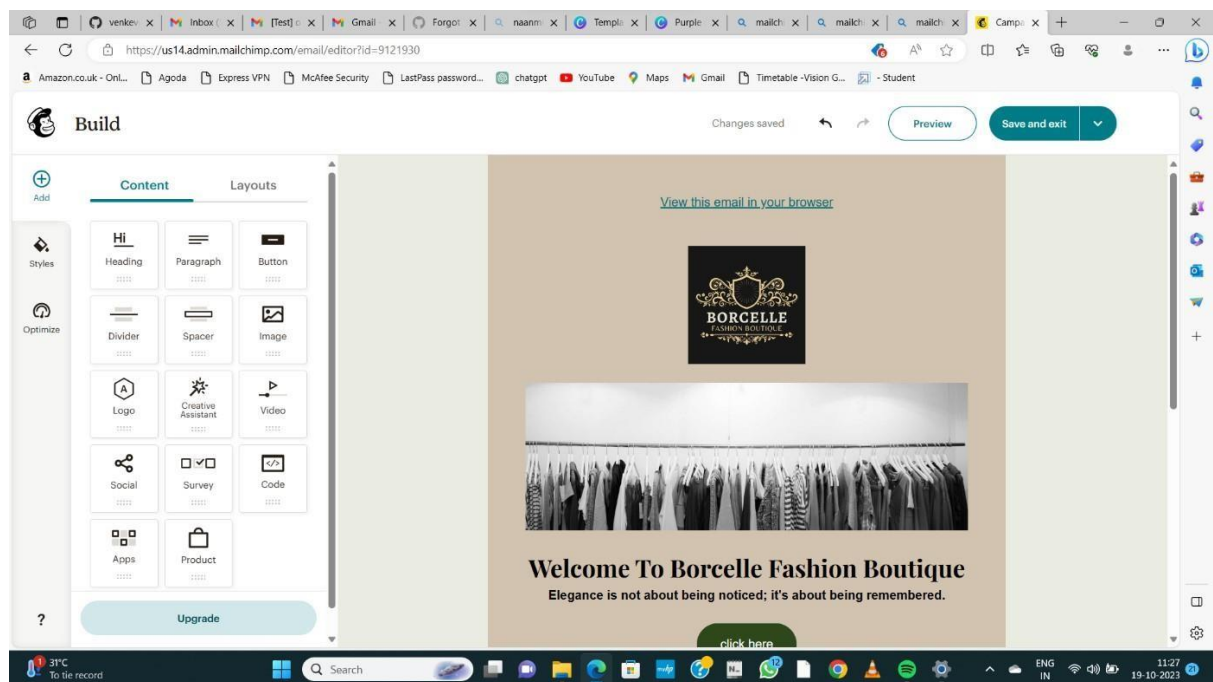 venkev
Inbox (
[Test] c
Gmail -
Forgot
naanm
Templa
Purple
mailch
mailchi
mailch
Campa
https://us14.admin.mailchimp.com/email/editor?id=9121930
Amazon.co.uk - Onl...
Agoda
Express VPN
McAfee Security
LastPass password...
chatgpt
YouTube
Maps
Gmail
Timetable -Vision G...
- Student
Build
Changes saved
Preview
Save and exit
Add
Styles
Optimize
Content
Layouts
Hi
Heading
Paragraph
Button
Divider
Spacer
Image
Logo
Creative
Assistant
Video
Social
Survey
Code
Apps
Product
?
Upgrade
View this email in your browser
BORCELLE
FASHION BOUTIQUE
Welcome To Borcelle Fashion Boutique
Elegance is not about being noticed; it's about being remembered.
click here
31°C
To tie record
Search
ENG
IN
11:27
19-10-2023